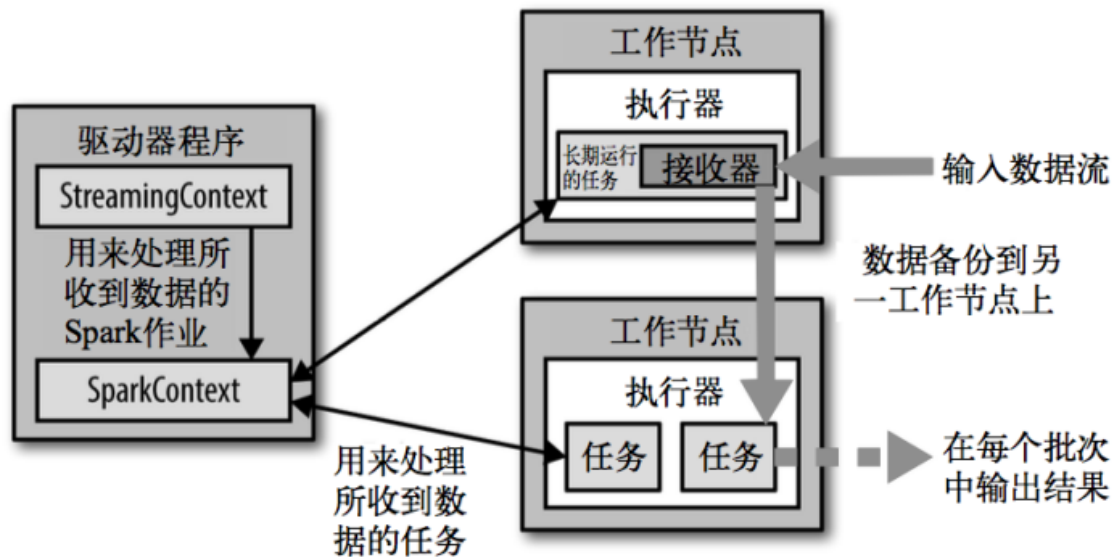 驱动器程序
StreamingContext
用来处理所
收到数据的
Spark作业
SparkContext
用来处理
所收到数
据的任务
工作节点
执行器
长期运行
的任务
接收器
输入数据流
数据备份到另
一工作节点上
工作节点
执行器
任务
任务
在每个批次
中输出结果